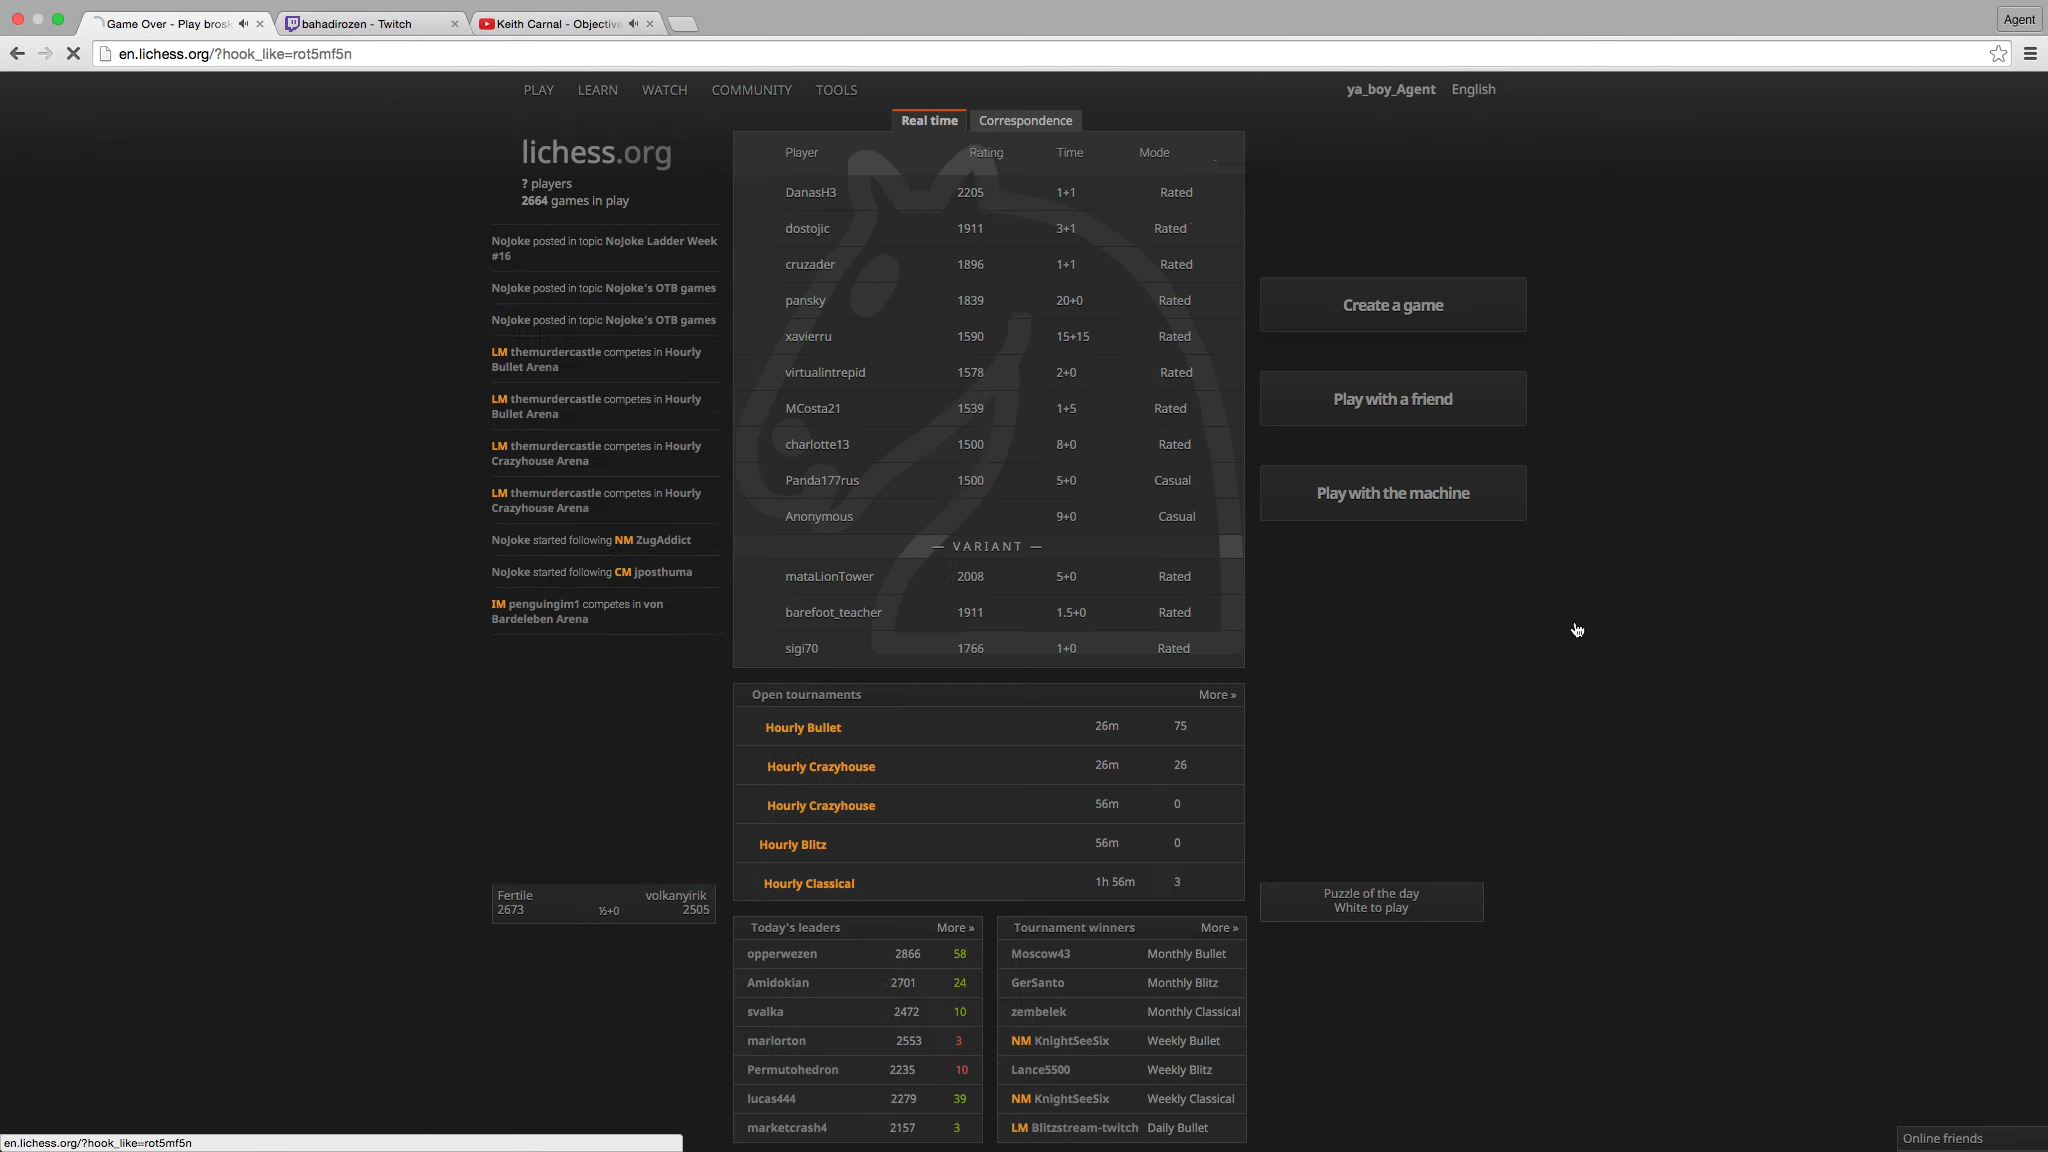 Game Over - Play brosk
bahadirozen - Twitch
Keith Carnal - Objective
Agent
en.lichess.org/?hook_like=rot5mf5n
PLAY LEARN WATCH COMMUNITY TOOLS
ya_boy_Agent English
lichess.org
? players
2664 games in play
NoJoke posted in topic NoJoke Ladder Week
#16
NoJoke posted in topic Nojoke's OTB games
NoJoke posted in topic Nojoke's OTB games
LM themurdercastle competes in Hourly
Bullet Arena
LM themurdercastle competes in Hourly
Bullet Arena
LM themurdercastle competes in Hourly
Crazyhouse Arena
LM themurdercastle competes in Hourly
Crazyhouse Arena
NoJoke started following NM ZugAddict
NoJoke started following CM jposthuma
IM penguingim1 competes in von
Bardeleben Arena
Fertile volkanyirik
2673 ½+0 2505
Real time Correspondence
Player Rating Time Mode
DanasH3 2205 1+1 Rated
dostojic 1911 3+1 Rated
cruzader 1896 1+1 Rated
pansky 1839 20+0 Rated
xavierru 1590 15+15 Rated
virtualintrepid 1578 2+0 Rated
MCosta21 1539 1+5 Rated
charlotte13 1500 8+0 Rated
Panda177rus 1500 5+0 Casual
Anonymous 9+0 Casual
— VARIANT —
mataLionTower 2008 5+0 Rated
barefoot_teacher 1911 1.5+0 Rated
sigi70 1766 1+0 Rated
Open tournaments More »
Hourly Bullet 26m 75
Hourly Crazyhouse 26m 26
Hourly Crazyhouse 56m 0
Hourly Blitz 56m 0
Hourly Classical 1h 56m 3
Today's leaders More »
opperwezen 2866 58
Amidokian 2701 24
svalka 2472 10
mariorton 2553 3
Permutohedron 2235 10
lucas444 2279 39
marketcrash4 2157 3
Tournament winners More »
Moscow43 Monthly Bullet
GerSanto Monthly Blitz
zembelek Monthly Classical
NM KnightSeeSix Weekly Bullet
Lance5500 Weekly Blitz
NM KnightSeeSix Weekly Classical
LM Blitzstream-twitch Daily Bullet
Create a game
Play with a friend
Play with the machine
Puzzle of the day
White to play
en.lichess.org/?hook_like=rot5mf5n
Online friends